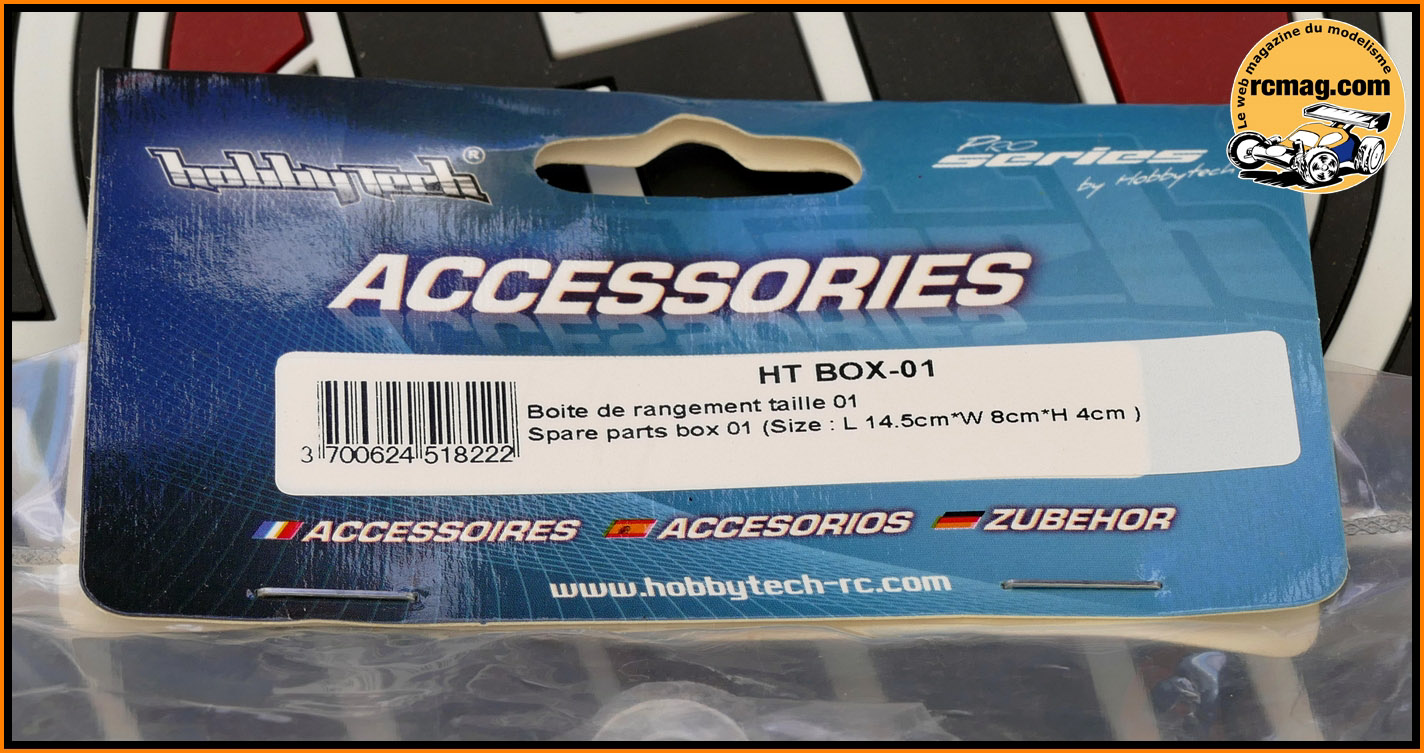 Le web magazine du modelisme
rcmag.com
hobbytech®
Pro
series
by Hobbytech
ACCESSORIES
HT BOX-01
Boite de rangement taille 01
Spare parts box 01 (Size : L 14.5cm*W 8cm*H 4cm )
3 700624 518222
ACCESSOIRES ACCESORIOS ZUBEHOR
www.hobbytech-rc.com